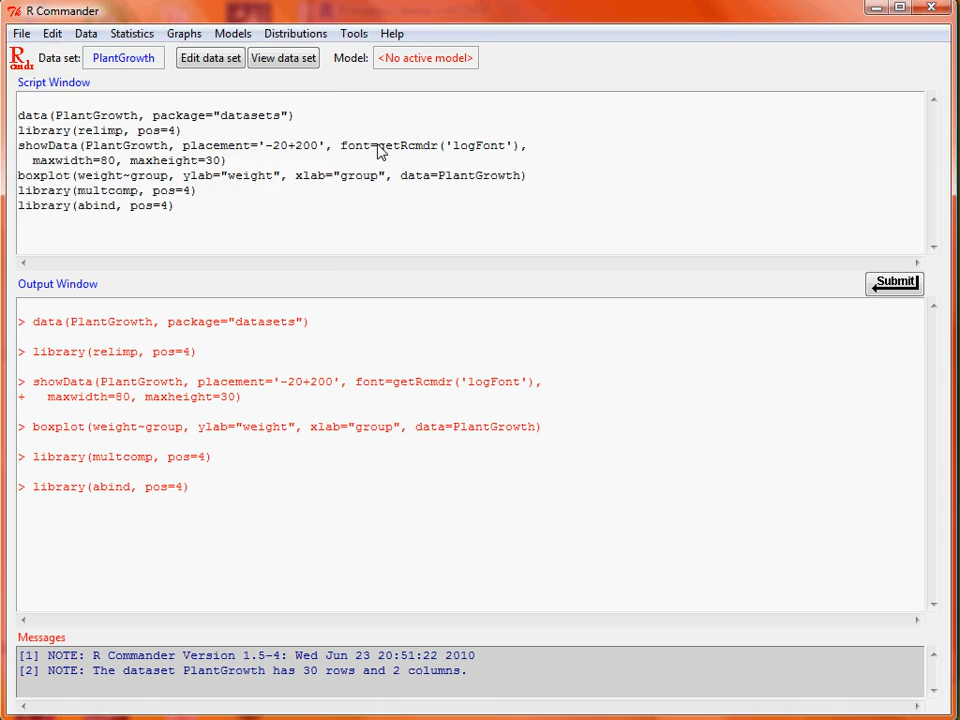 R Commander
File Edit Data Statistics Graphs Models Distributions Tools Help
R cmdr Data set: PlantGrowth Edit data set View data set Model: <No active model>
Script Window
data(PlantGrowth, package="datasets")
library(relimp, pos=4)
showData(PlantGrowth, placement='-20+200', font=getRcmdr('logFont'),
maxwidth=80, maxheight=30)
boxplot(weight~group, ylab="weight", xlab="group", data=PlantGrowth)
library(multcomp, pos=4)
library(abind, pos=4)
Output Window
Submit
> data(PlantGrowth, package="datasets")
> library(relimp, pos=4)
> showData(PlantGrowth, placement='-20+200', font=getRcmdr('logFont'),
+ maxwidth=80, maxheight=30)
> boxplot(weight~group, ylab="weight", xlab="group", data=PlantGrowth)
> library(multcomp, pos=4)
> library(abind, pos=4)
Messages
[1] NOTE: R Commander Version 1.5-4: Wed Jun 23 20:51:22 2010
[2] NOTE: The dataset PlantGrowth has 30 rows and 2 columns.